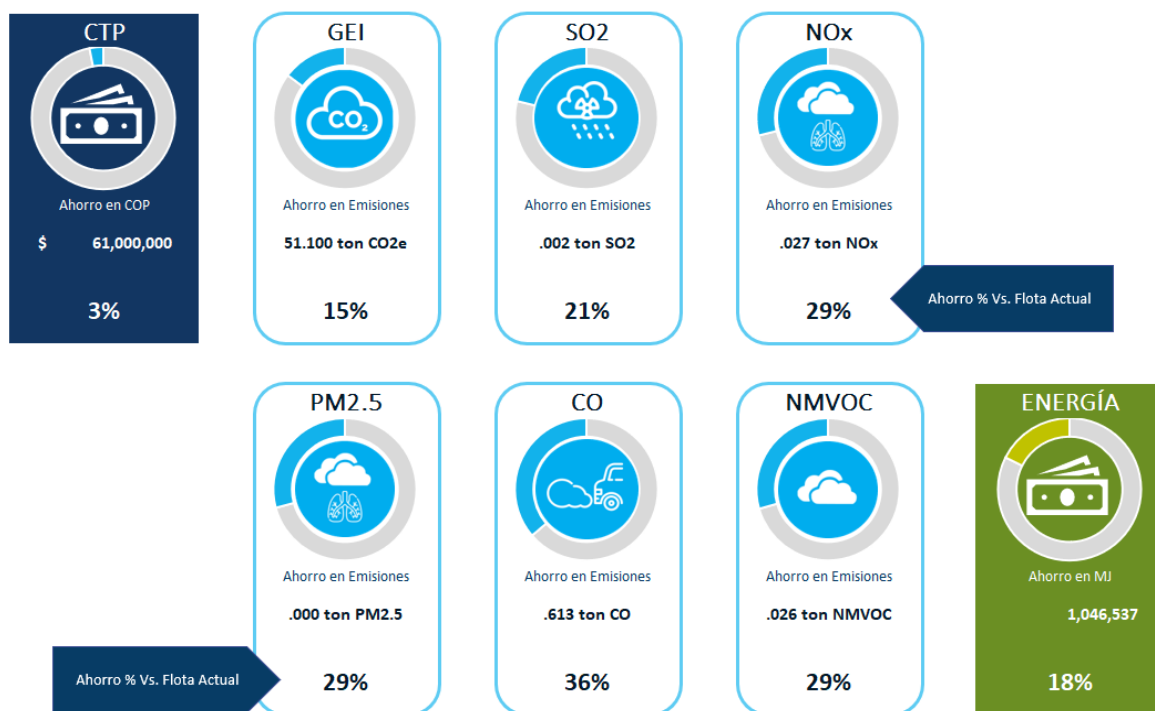 CTP
Ahorro en COP
$ 61,000,000
3%
GEI
CO2
Ahorro en Emisiones
51.100 ton CO2e
15%
SO2
Ahorro en Emisiones
.002 ton SO2
21%
NOx
Ahorro en Emisiones
.027 ton NOx
29%
Ahorro % Vs. Flota Actual
PM2.5
Ahorro en Emisiones
.000 ton PM2.5
29%
Ahorro % Vs. Flota Actual
CO
Ahorro en Emisiones
.613 ton CO
36%
NMVOC
Ahorro en Emisiones
.026 ton NMVOC
29%
ENERGÍA
Ahorro en MJ
1,046,537
18%